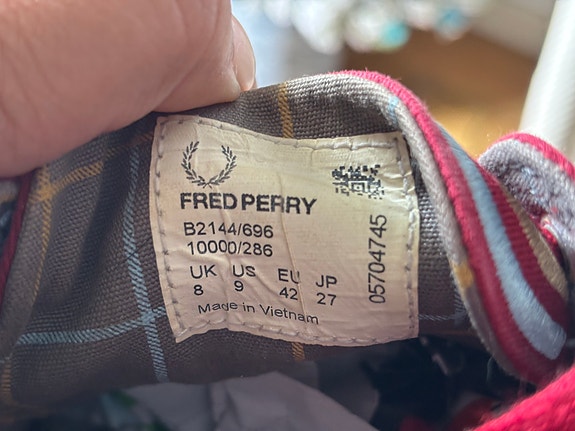 FRED PERRY
B2144/696
10000/286
UK US EU JP
8 9 42 27
Made in Vietnam
05704745